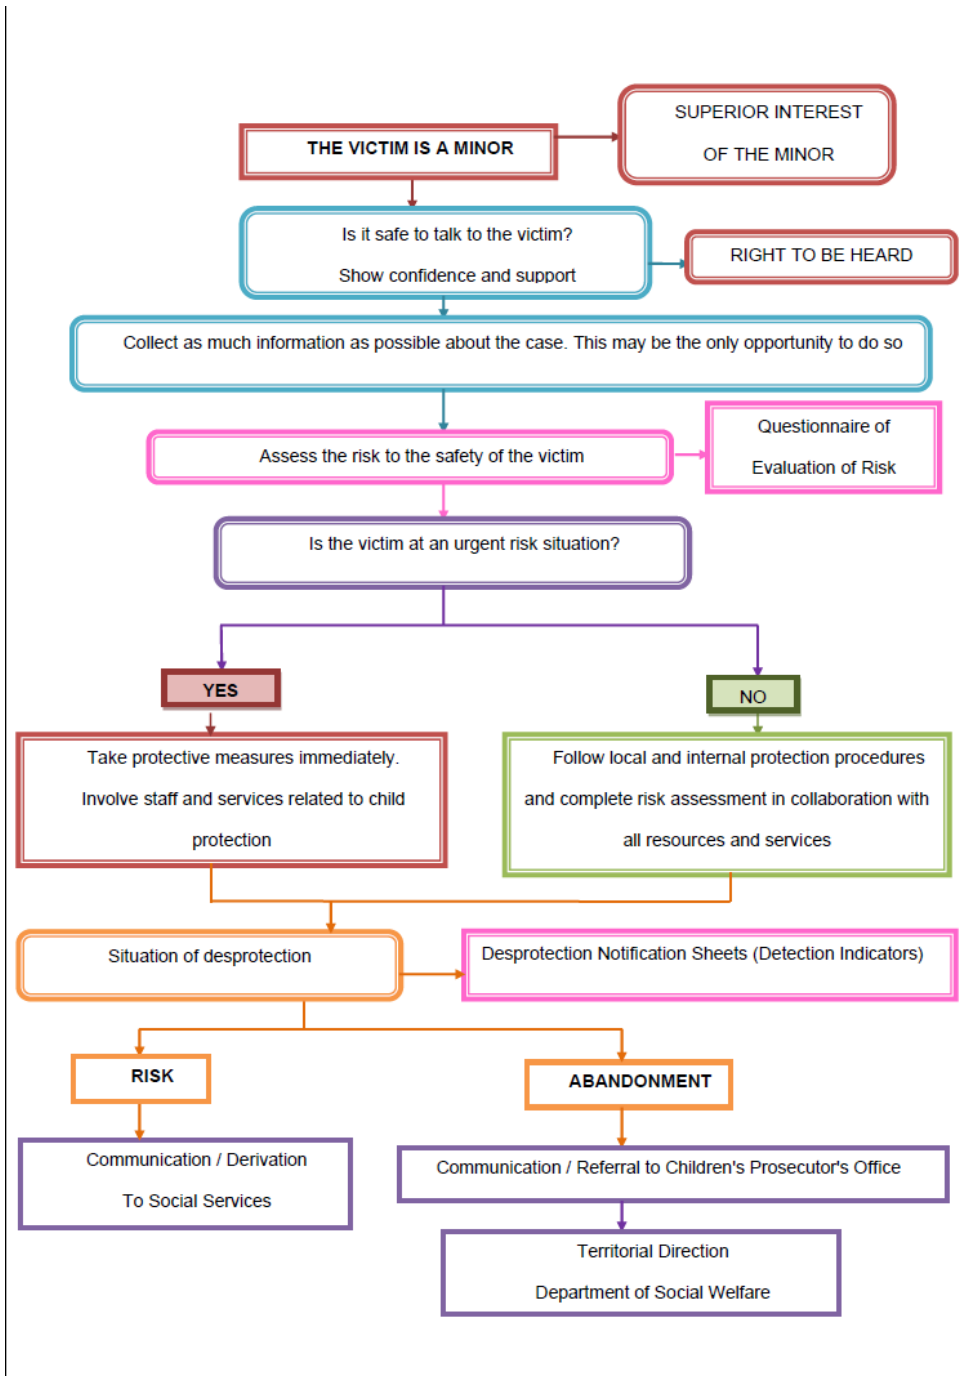 SUPERIOR INTEREST
OF THE MINOR
THE VICTIM IS A MINOR
Is it safe to talk to the victim?
Show confidence and support
RIGHT TO BE HEARD
Collect as much information as possible about the case. This may be the only opportunity to do so
Assess the risk to the safety of the victim
Questionnaire of
Evaluation of Risk
Is the victim at an urgent risk situation?
YES
NO
Take protective measures immediately.
Involve staff and services related to child
protection
Follow local and internal protection procedures
and complete risk assessment in collaboration with
all resources and services
Situation of desprotection
Desprotection Notification Sheets (Detection Indicators)
RISK
ABANDONMENT
Communication / Derivation
To Social Services
Communication / Referral to Children's Prosecutor's Office
Territorial Direction
Department of Social Welfare